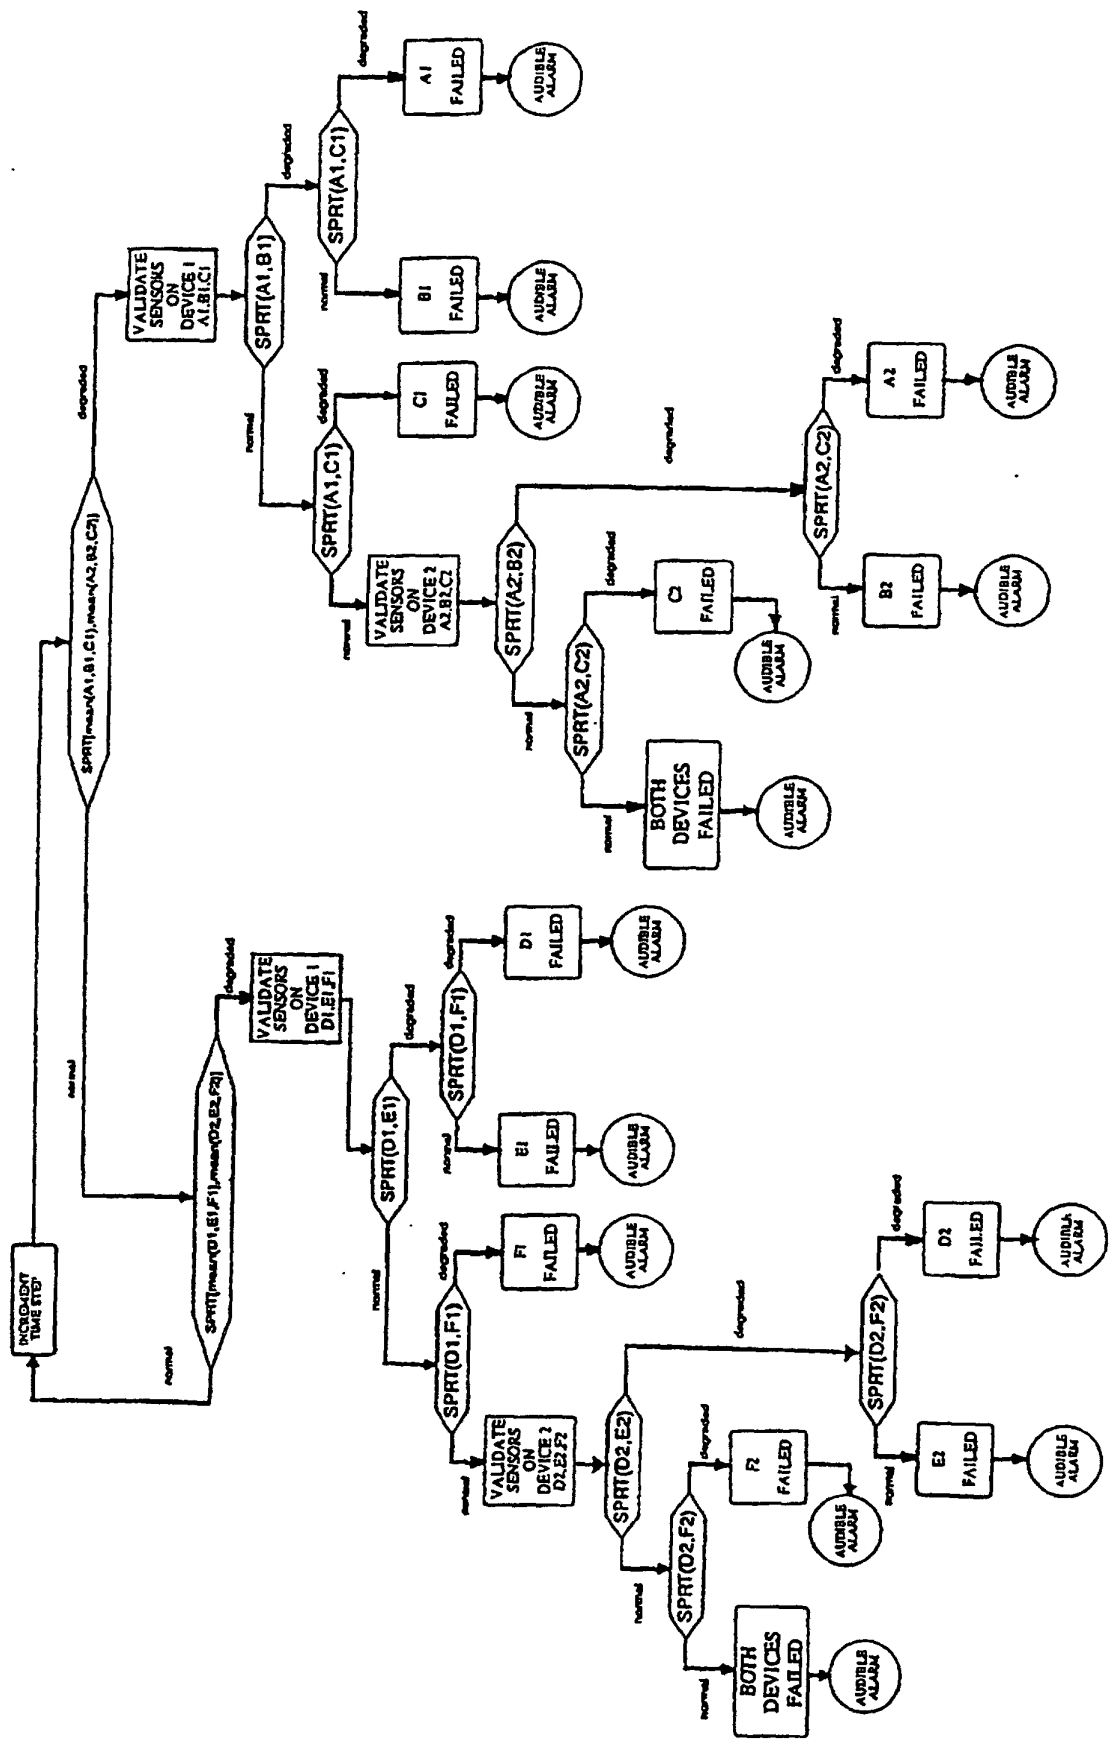 INCREMENT
TIME STEP
SPRT[mean(A1,B1,C1),mean(A2,B2,C2)]
normal
degraded
VALIDATE
SENSORS
ON
DEVICE 1
A1,B1,C1
SPRT(A1,B1)
normal
degraded
SPRT(A1,C1)
normal
degraded
B1
FAILED
AUDIBLE
ALARM
A1
FAILED
AUDIBLE
ALARM
SPRT(A1,C1)
normal
degraded
C1
FAILED
AUDIBLE
ALARM
VALIDATE
SENSORS
ON
DEVICE 2
A2,B2,C2
SPRT(A2,B2)
normal
degraded
SPRT(A2,C2)
normal
degraded
BOTH
DEVICES
FAILED
AUDIBLE
ALARM
C2
FAILED
AUDIBLE
ALARM
SPRT(A2,C2)
normal
degraded
B2
FAILED
AUDIBLE
ALARM
A2
FAILED
AUDIBLE
ALARM
SPRT[mean(D1,E1,F1),mean(D2,E2,F2)]
normal
degraded
VALIDATE
SENSORS
ON
DEVICE 1
D1,E1,F1
SPRT(D1,E1)
normal
degraded
SPRT(D1,F1)
normal
degraded
E1
FAILED
AUDIBLE
ALARM
D1
FAILED
AUDIBLE
ALARM
SPRT(D1,F1)
normal
degraded
F1
FAILED
AUDIBLE
ALARM
VALIDATE
SENSORS
ON
DEVICE 2
D2,E2,F2
SPRT(D2,E2)
normal
degraded
SPRT(D2,F2)
normal
degraded
BOTH
DEVICES
FAILED
AUDIBLE
ALARM
F2
FAILED
AUDIBLE
ALARM
SPRT(D2,F2)
normal
degraded
E2
FAILED
AUDIBLE
ALARM
D2
FAILED
AUDIBLE
ALARM